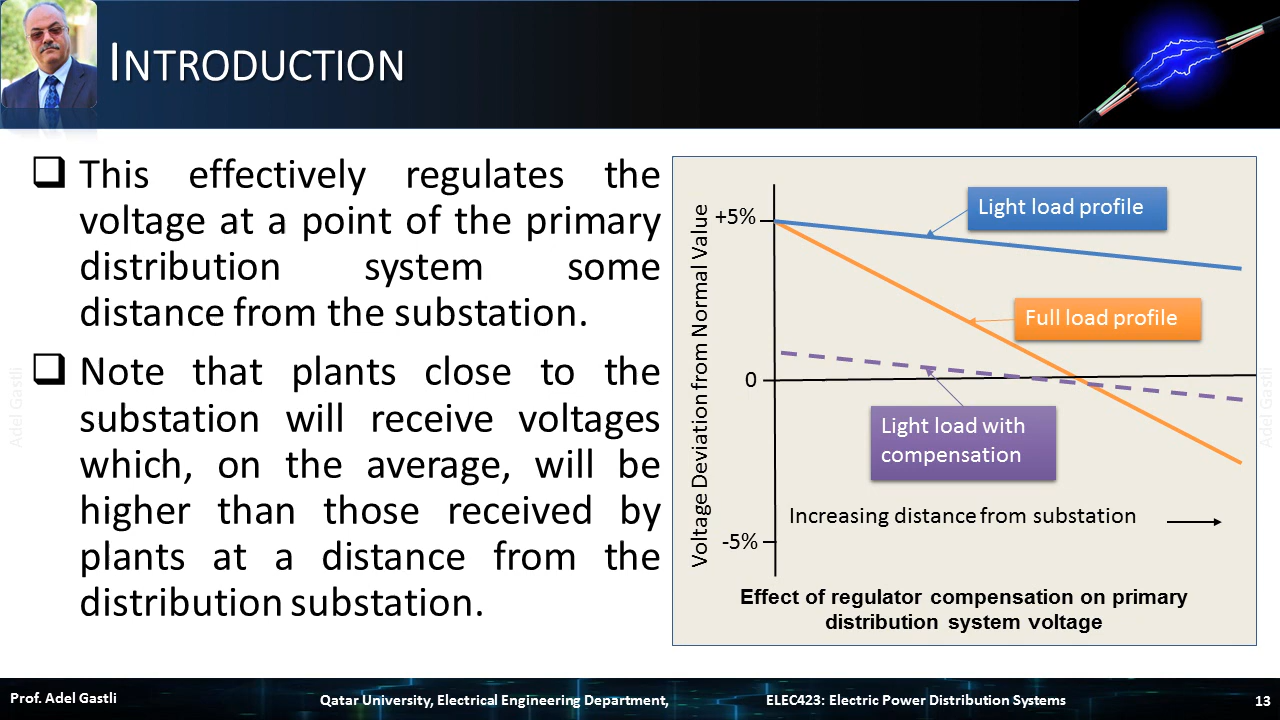 INTRODUCTION
❑ This effectively regulates the
voltage at a point of the primary
distribution system some
distance from the substation.
❑ Note that plants close to the
substation will receive voltages
which, on the average, will be
higher than those received by
plants at a distance from the
distribution substation.
Voltage Deviation from Normal Value
+5%
0
-5%
Light load profile
Full load profile
Light load with
compensation
Increasing distance from substation
Effect of regulator compensation on primary
distribution system voltage
Adel Gastli
Adel Gastli
Prof. Adel Gastli
Qatar University, Electrical Engineering Department,
ELEC423: Electric Power Distribution Systems
13